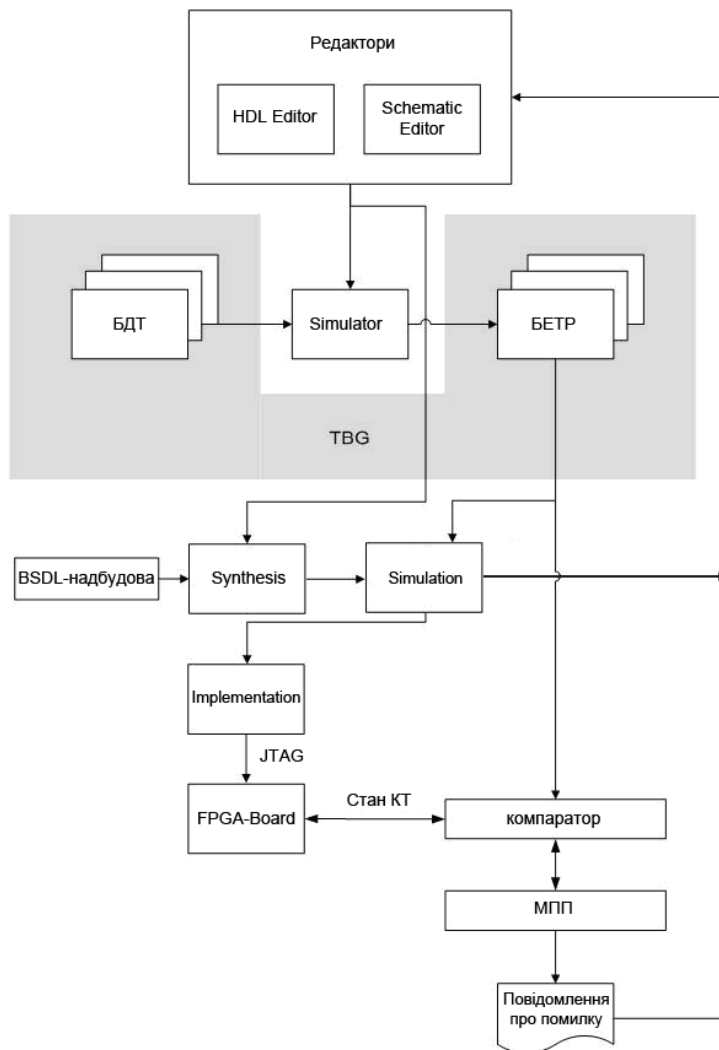 Редактори
HDL Editor
Schematic
Editor
БДТ
Simulator
БЕТР
TBG
BSDL-надбудова
Synthesis
Simulation
Implementation
JTAG
FPGA-Board
Стан КТ
компаратор
МПП
Повідомлення
про помилку